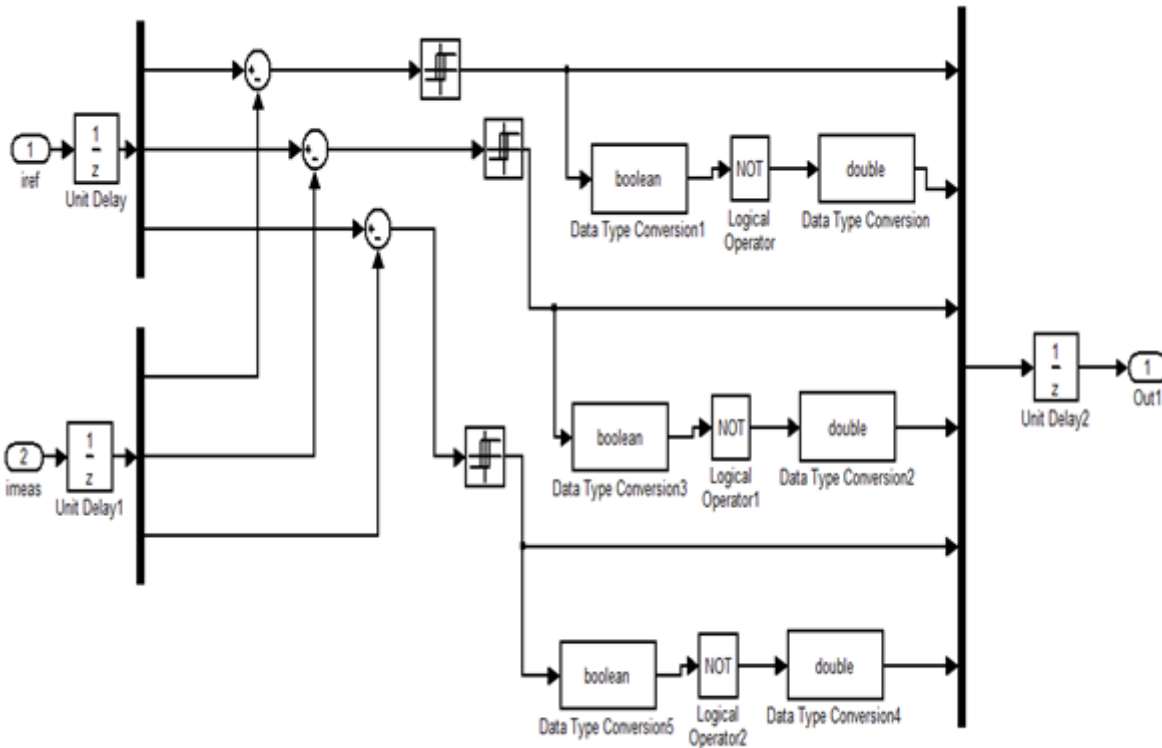 +
-
1
iref
1
z
Unit Delay
+
-
boolean
Data Type Conversion1
NOT
Logical
Operator
double
Data Type Conversion
+
-
2
imeas
1
z
Unit Delay1
boolean
Data Type Conversion3
NOT
Logical
Operator1
double
Data Type Conversion2
1
z
Unit Delay2
1
Out1
boolean
Data Type Conversion5
NOT
Logical
Operator2
double
Data Type Conversion4